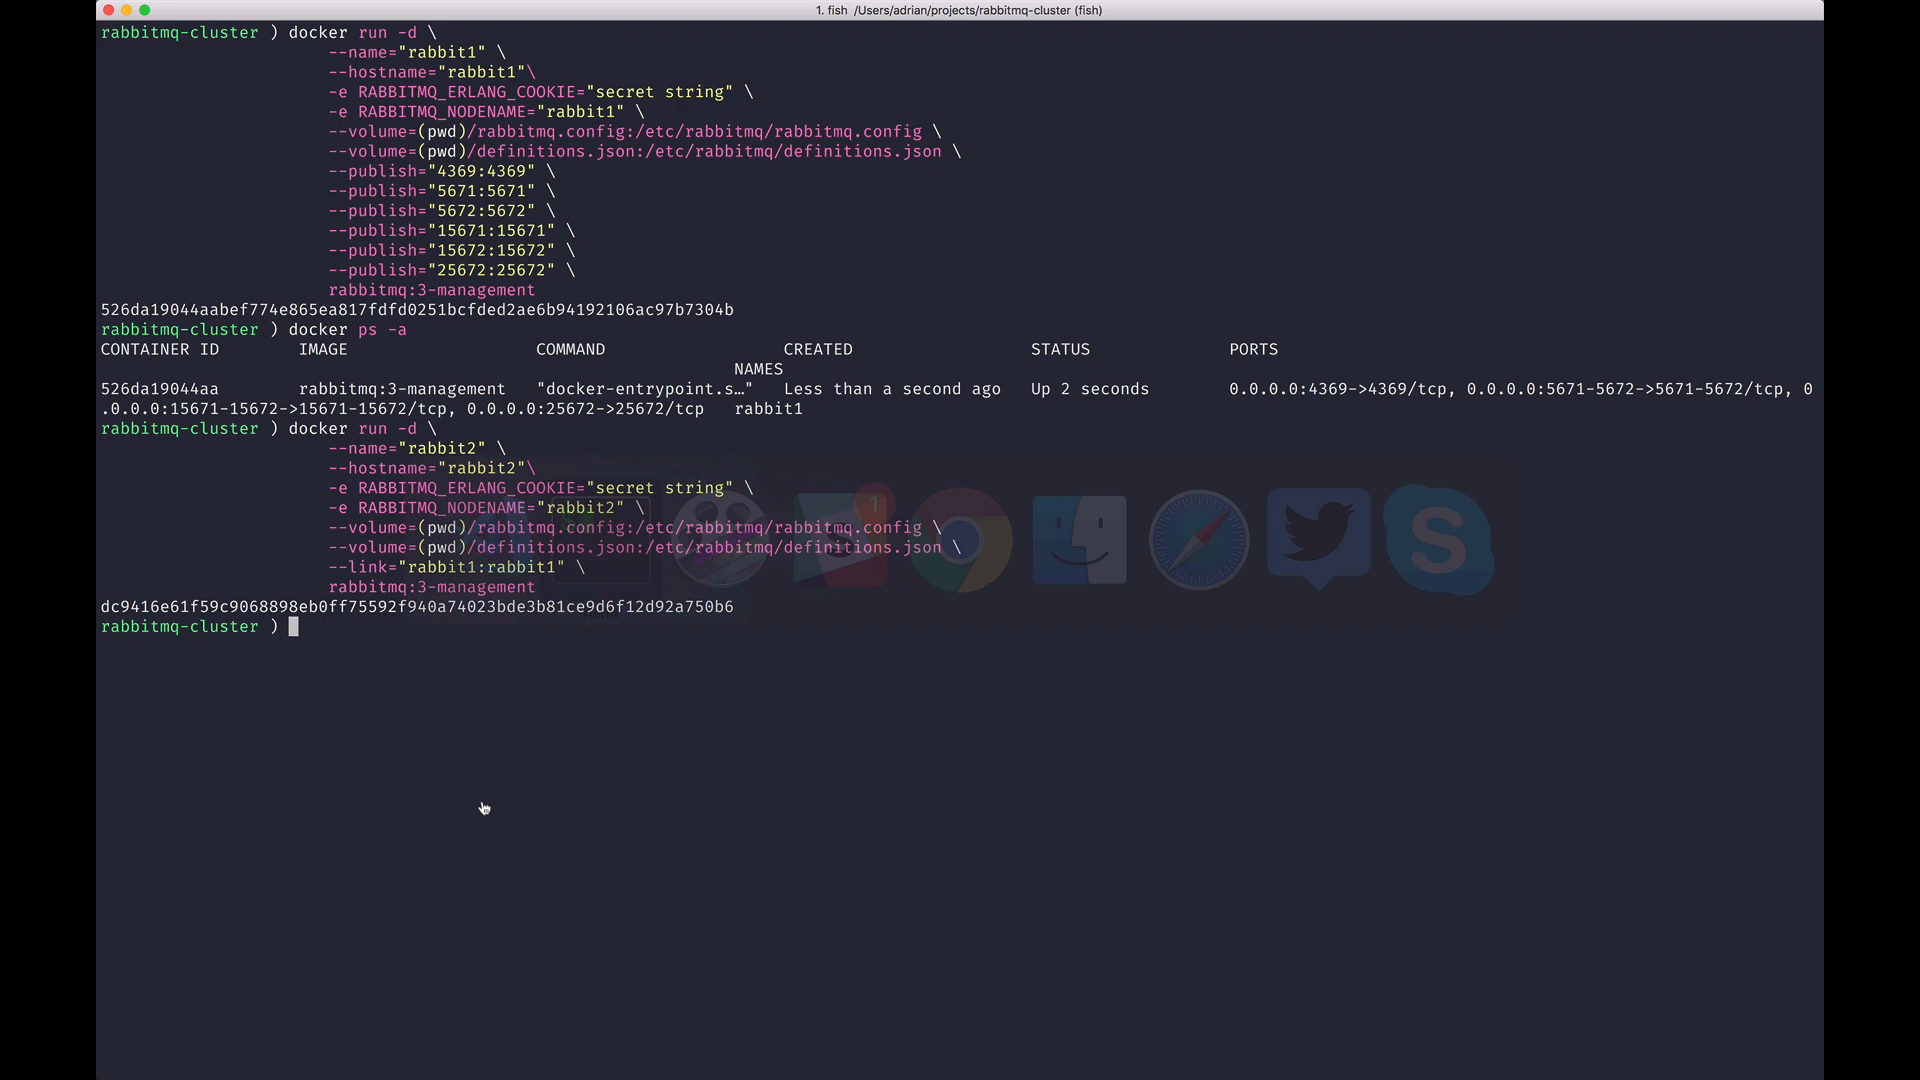 1. fish  /Users/adrian/projects/rabbitmq-cluster (fish)
rabbitmq-cluster ) docker run -d \
--name="rabbit1" \
--hostname="rabbit1"\
-e RABBITMQ_ERLANG_COOKIE="secret string" \
-e RABBITMQ_NODENAME="rabbit1" \
--volume=(pwd)/rabbitmq.config:/etc/rabbitmq/rabbitmq.config \
--volume=(pwd)/definitions.json:/etc/rabbitmq/definitions.json \
--publish="4369:4369" \
--publish="5671:5671" \
--publish="5672:5672" \
--publish="15671:15671" \
--publish="15672:15672" \
--publish="25672:25672" \
rabbitmq:3-management
526da19044aabef774e865ea817fdfd0251bcfded2ae6b94192106ac97b7304b
rabbitmq-cluster ) docker ps -a
CONTAINER ID        IMAGE                   COMMAND                  CREATED                  STATUS              PORTS
NAMES
526da19044aa        rabbitmq:3-management   "docker-entrypoint.s…"   Less than a second ago   Up 2 seconds        0.0.0.0:4369->4369/tcp, 0.0.0.0:5671-5672->5671-5672/tcp, 0
.0.0.0:15671-15672->15671-15672/tcp, 0.0.0.0:25672->25672/tcp   rabbit1
rabbitmq-cluster ) docker run -d \
--name="rabbit2" \
--hostname="rabbit2"\
-e RABBITMQ_ERLANG_COOKIE="secret string" \
-e RABBITMQ_NODENAME="rabbit2" \
--volume=(pwd)/rabbitmq.config:/etc/rabbitmq/rabbitmq.config \
--volume=(pwd)/definitions.json:/etc/rabbitmq/definitions.json \
--link="rabbit1:rabbit1" \
rabbitmq:3-management
dc9416e61f59c9068898eb0ff75592f940a74023bde3b81ce9d6f12d92a750b6
rabbitmq-cluster )
1
S